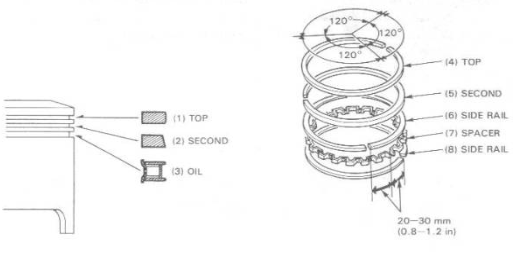 120°
120°
120°
(1) TOP
(2) SECOND
(3) OIL
(4) TOP
(5) SECOND
(6) SIDE RAIL
(7) SPACER
(8) SIDE RAIL
20—30 mm
(0.8—1.2 in)